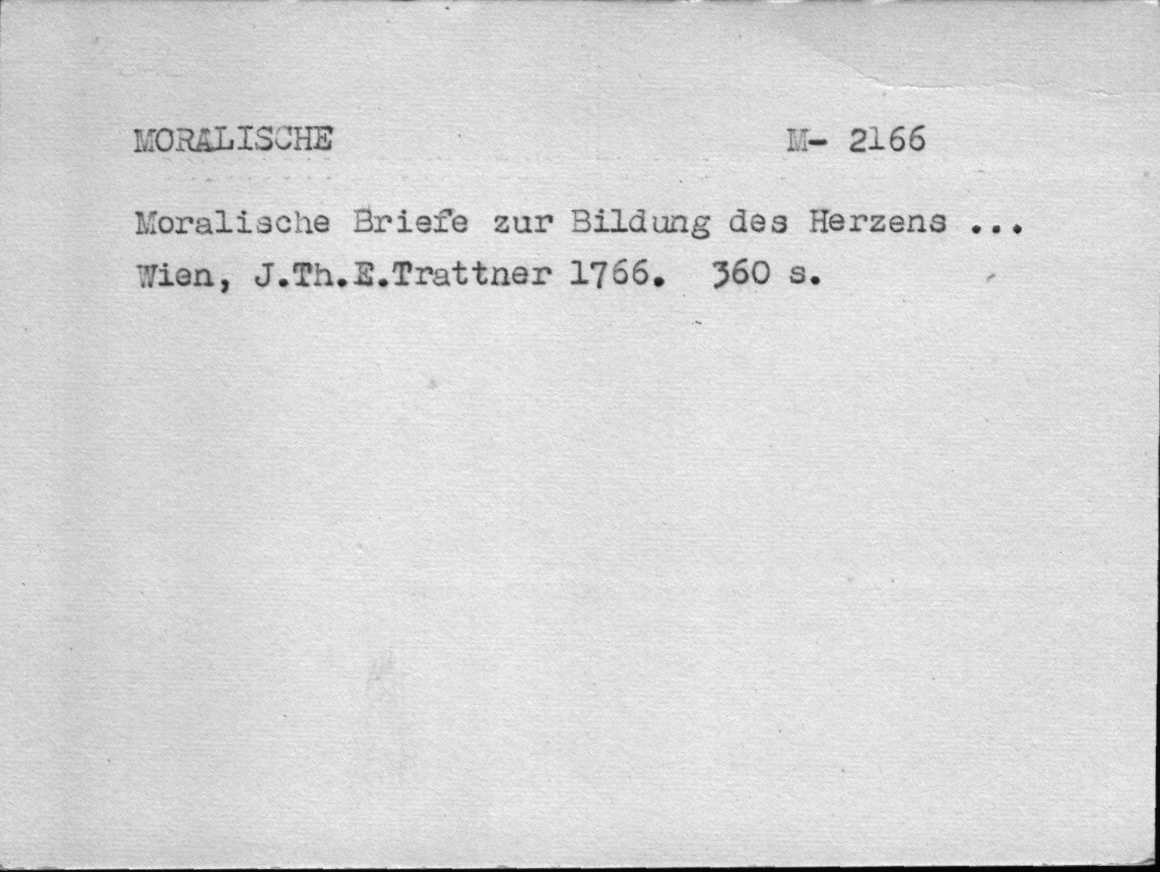 MORALISCHE M- 2166
Moralische Briefe zur Bildung des Herzens ...
Wien, J.Th.E.Trattner 1766. 360 s.